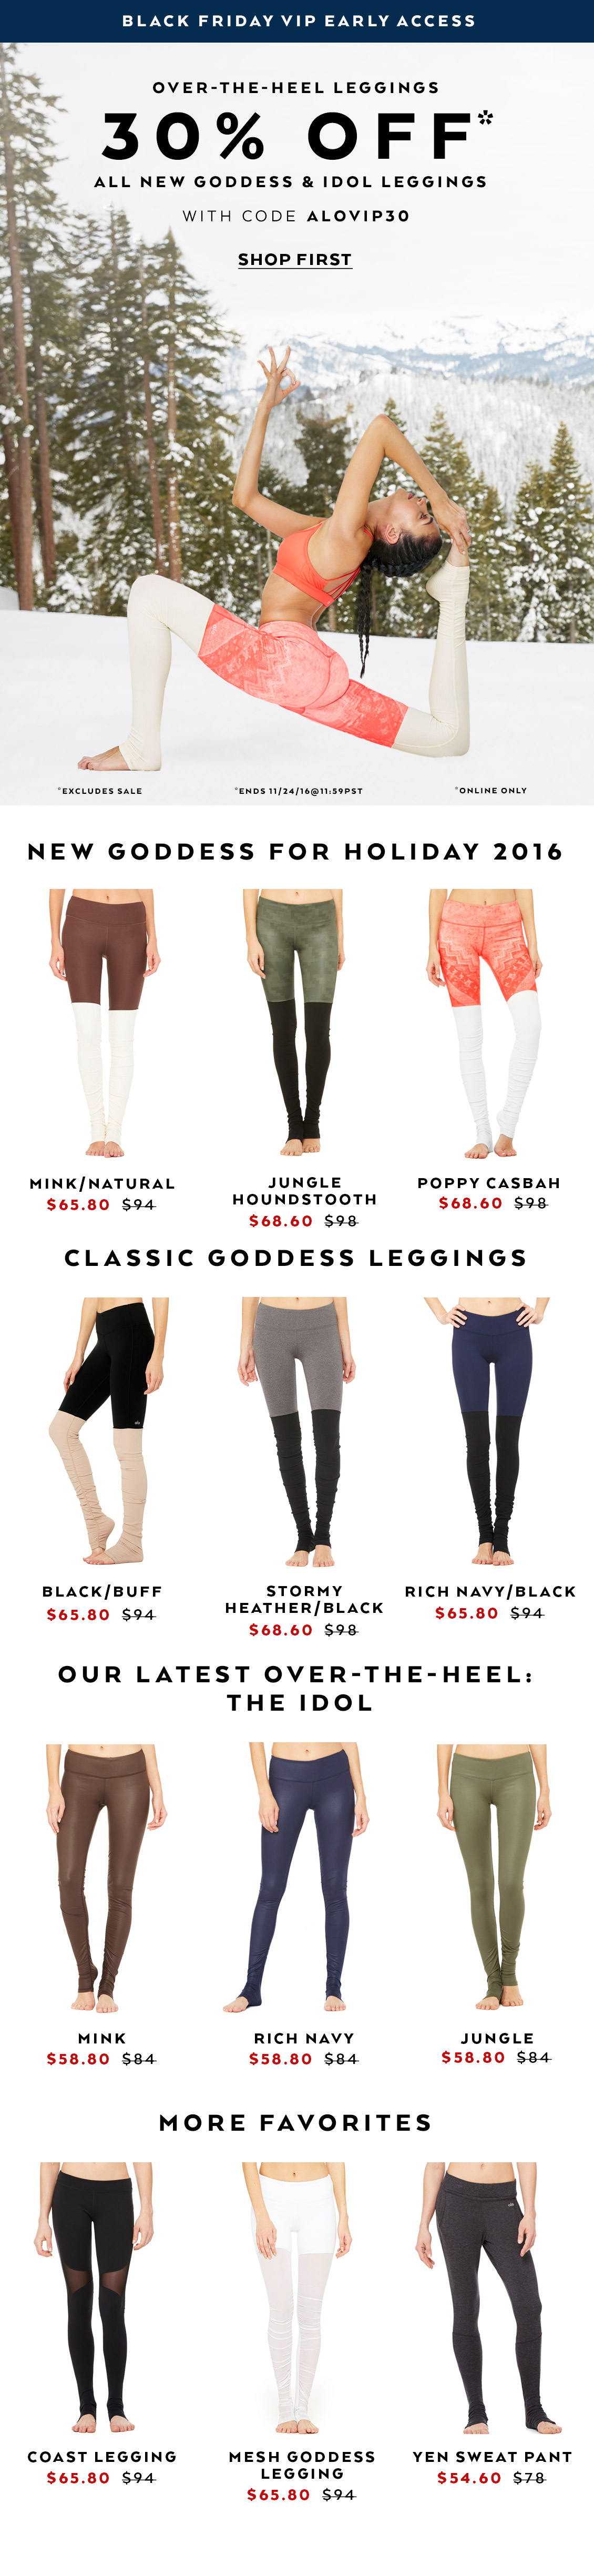 BLACK FRIDAY VIP EARLY ACCESS
OVER-THE-HEEL LEGGINGS
30% OFF*
ALL NEW GODDESS & IDOL LEGGINGS
WITH CODE ALOVIP30
SHOP FIRST
*EXCLUDES SALE
*ENDS 11/24/16@11:59PST
*ONLINE ONLY
NEW GODDESS FOR HOLIDAY 2016
MINK/NATURAL
$65.80 $94
JUNGLE
HOUNDSTOOTH
$68.60 $98
POPPY CASBAH
$68.60 $98
CLASSIC GODDESS LEGGINGS
BLACK/BUFF
$65.80 $94
STORMY
HEATHER/BLACK
$68.60 $98
RICH NAVY/BLACK
$65.80 $94
OUR LATEST OVER-THE-HEEL:
THE IDOL
MINK
$58.80 $84
RICH NAVY
$58.80 $84
JUNGLE
$58.80 $84
MORE FAVORITES
COAST LEGGING
$65.80 $94
MESH GODDESS
LEGGING
$65.80 $94
YEN SWEAT PANT
$54.60 $78